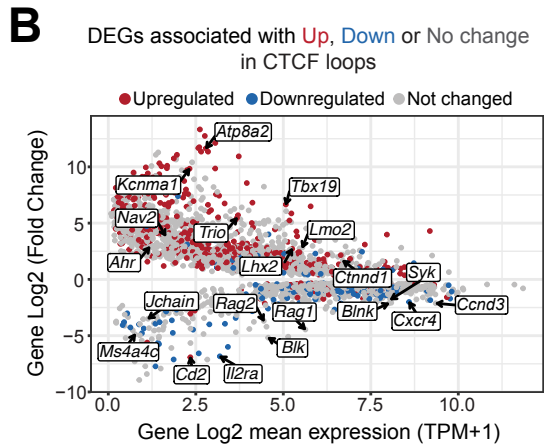 B
DEGs associated with Up, Down or No change
in CTCF loops
Upregulated Downregulated Not changed
Gene Log2 (Fold Change)
10
5
0
−5
−10
Atp8a2
Kcnma1
Tbx19
Nav2
Trio
Lmo2
Ahr
Lhx2
Ctnnd1
Syk
Jchain
Rag2
Rag1
Blnk
Ccnd3
Cxcr4
Ms4a4c
Blk
Cd2
Il2ra
0.0 2.5 5.0 7.5 10.0
Gene Log2 mean expression (TPM+1)